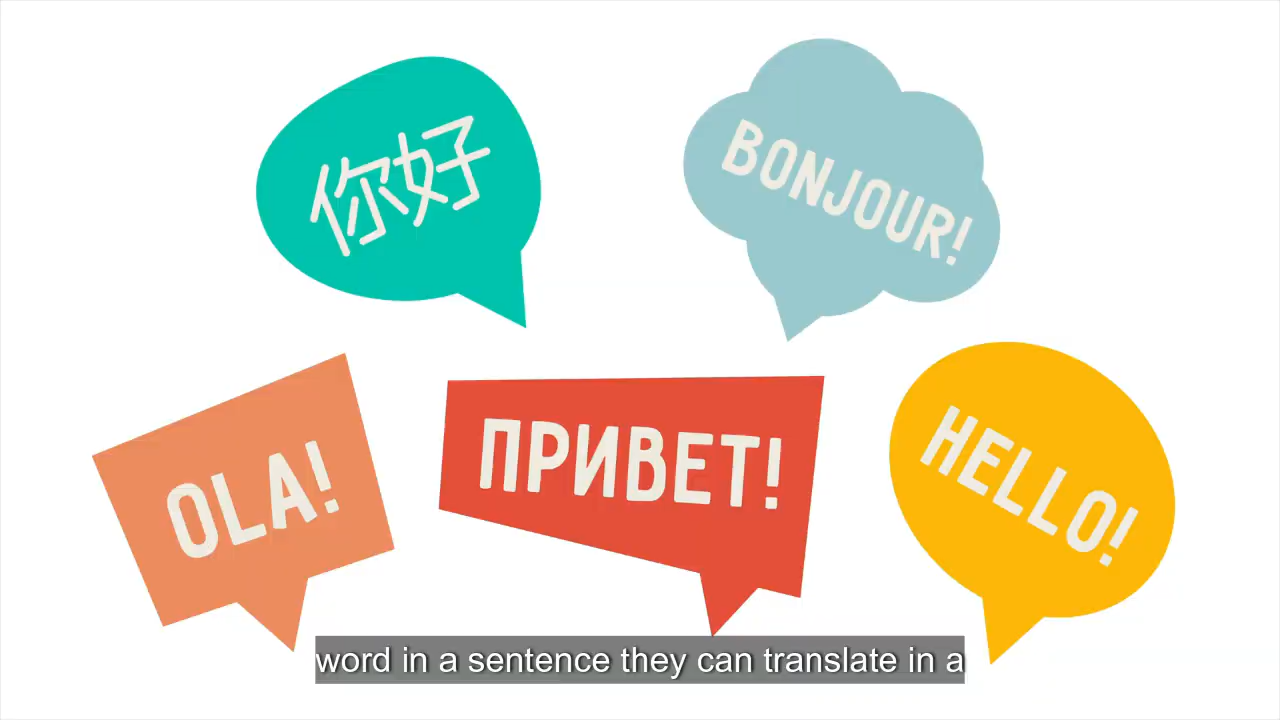 你好
BONJOUR!
OLA!
ПРИВЕТ!
HELLO!
word in a sentence they can translate in a